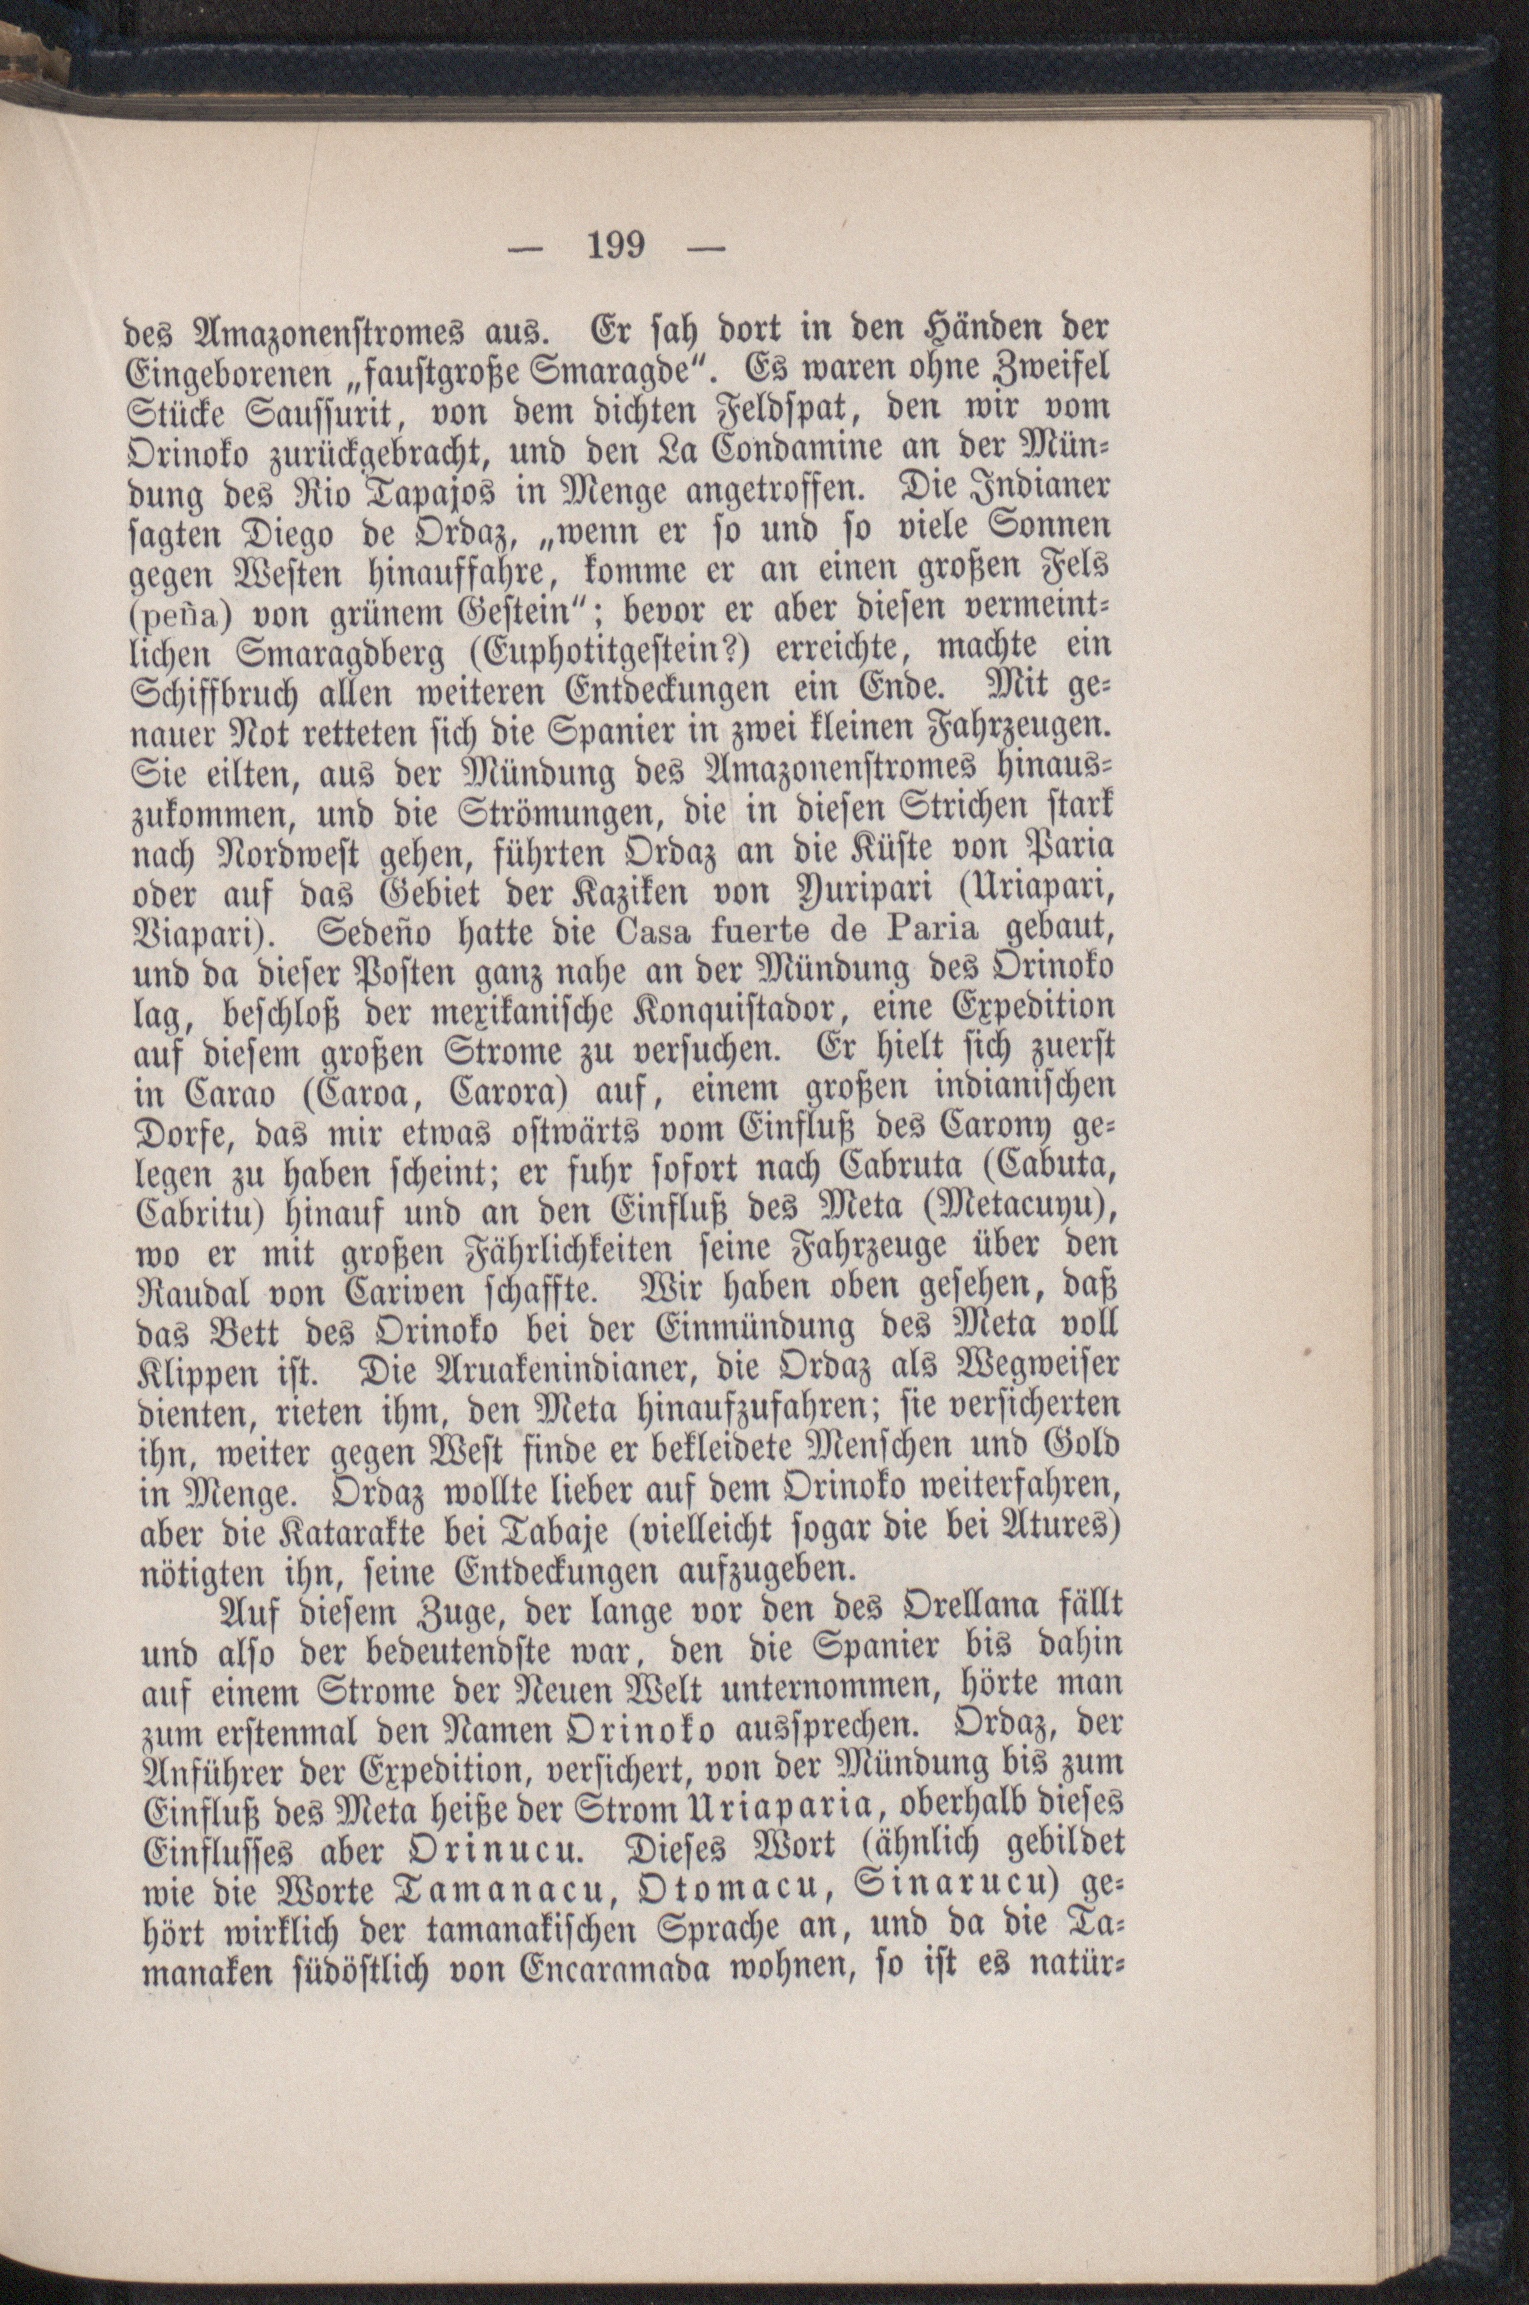 — 199 —
des Amazonenstromes aus. Er sah dort in den Händen der
Eingeborenen „faustgroße Smaragde“. Es waren ohne Zweifel
Stücke Saussurit, von dem dichten Feldspat, den wir vom
Orinoko zurückgebracht, und den La Condamine an der Mün-
dung des Rio Tapajos in Menge angetroffen. Die Indianer
sagten Diego de Ordaz, „wenn er so und so viele Sonnen
gegen Westen hinauffahre, komme er an einen großen Fels
(peña) von grünem Gestein“; bevor er aber diesen vermeint-
lichen Smaragdberg (Euphotitgestein?) erreichte, machte ein
Schiffbruch allen weiteren Entdeckungen ein Ende. Mit ge-
nauer Not retteten sich die Spanier in zwei kleinen Fahrzeugen.
Sie eilten, aus der Mündung des Amazonenstromes hinaus-
zukommen, und die Strömungen, die in diesen Strichen stark
nach Nordwest gehen, führten Ordaz an die Küste von Paria
oder auf das Gebiet der Kaziken von Yuripari (Uriapari,
Viapari). Sedeño hatte die Casa fuerte de Paria gebaut,
und da dieser Posten ganz nahe an der Mündung des Orinoko
lag, beschloß der mexikanische Konquistador, eine Expedition
auf diesem großen Strome zu versuchen. Er hielt sich zuerst
in Carao (Caroa, Carora) auf, einem großen indianischen
Dorfe, das mir etwas ostwärts vom Einfluß des Carony ge-
legen zu haben scheint; er fuhr sofort nach Cabruta (Cabuta,
Cabritu) hinauf und an den Einfluß des Meta (Metacuyu),
wo er mit großen Fährlichkeiten seine Fahrzeuge über den
Raudal von Cariven schaffte. Wir haben oben gesehen, daß
das Bett des Orinoko bei der Einmündung des Meta voll
Klippen ist. Die Aruakenindianer, die Ordaz als Wegweiser
dienten, rieten ihm, den Meta hinaufzufahren; sie versicherten
ihn, weiter gegen West finde er bekleidete Menschen und Gold
in Menge. Ordaz wollte lieber auf dem Orinoko weiterfahren,
aber die Katarakte bei Tabaje (vielleicht sogar die bei Atures)
nötigten ihn, seine Entdeckungen aufzugeben.
Auf diesem Zuge, der lange vor den des Orellana fällt
und also der bedeutendste war, den die Spanier bis dahin
auf einem Strome der Neuen Welt unternommen, hörte man
zum erstenmal den Namen Orinoko aussprechen. Ordaz, der
Anführer der Expedition, versichert, von der Mündung bis zum
Einfluß des Meta heiße der Strom Uriaparia, oberhalb dieses
Einflusses aber Orinucu. Dieses Wort (ähnlich gebildet
wie die Worte Tamanacu, Otomacu, Sinarucu) ge-
hört wirklich der tamanakischen Sprache an, und da die Ta-
manaken südöstlich von Encaramada wohnen, so ist es natür-